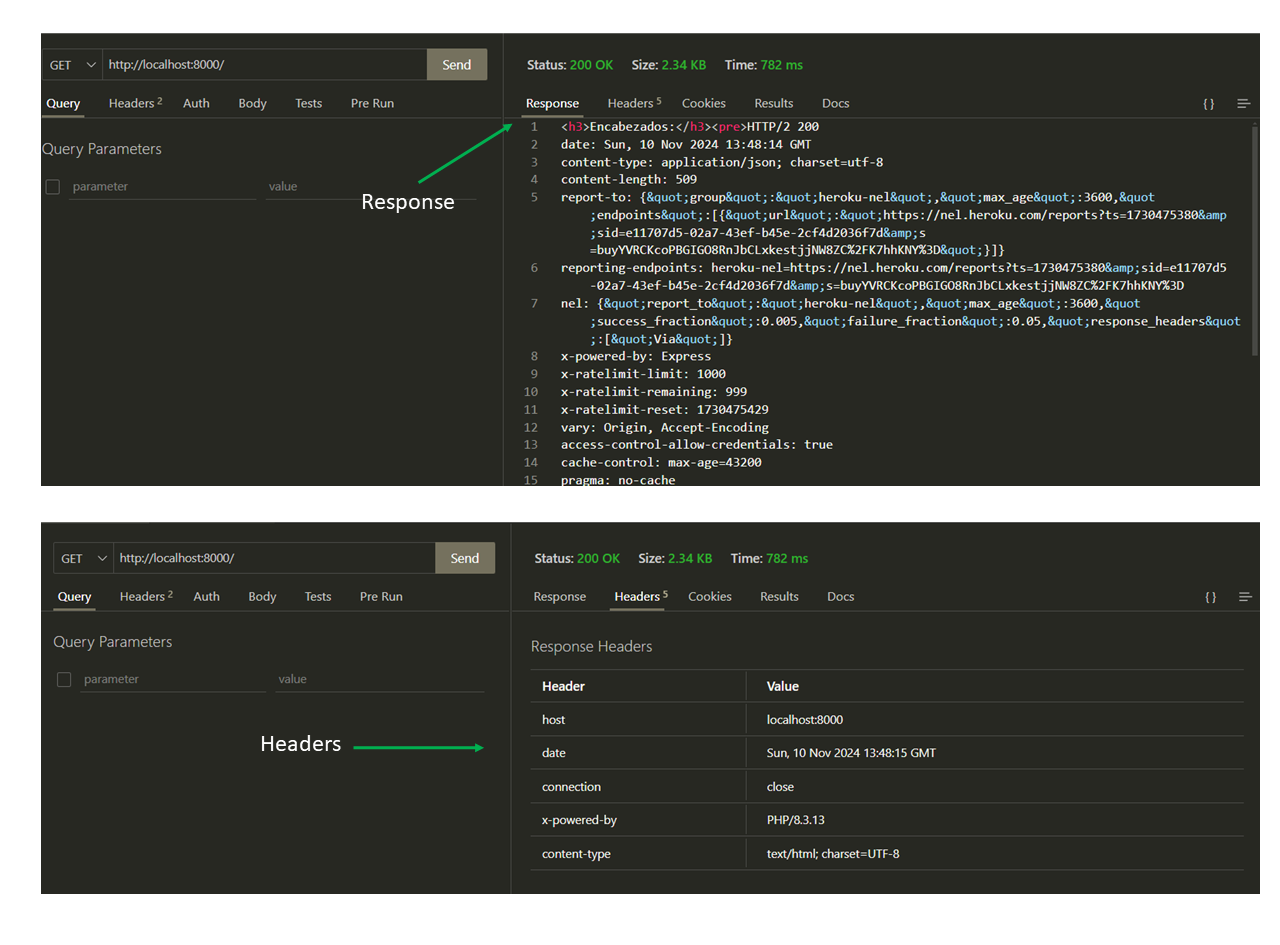 GET http://localhost:8000/ Send
Status: 200 OK Size: 2.34 KB Time: 782 ms
Query Headers 2 Auth Body Tests Pre Run
Response Headers 5 Cookies Results Docs { }
Query Parameters
parameter value
Response
1 <h3>Encabezados:</h3><pre>HTTP/2 200
2 date: Sun, 10 Nov 2024 13:48:14 GMT
3 content-type: application/json; charset=utf-8
4 content-length: 509
5 report-to: {&quot;group&quot;:&quot;heroku-nel&quot;,&quot;max_age&quot;:3600,&quot
;endpoints&quot;:[{&quot;url&quot;:&quot;https://nel.heroku.com/reports?ts=1730475380&amp
;sid=e11707d5-02a7-43ef-b45e-2cf4d2036f7d&amp;s
=buyYVRCKcoPBGIGO8RnJbCLxkestjjNW8ZC%2FK7hhKNY%3D&quot;}]}
6 reporting-endpoints: heroku-nel=https://nel.heroku.com/reports?ts=1730475380&amp;sid=e11707d5
-02a7-43ef-b45e-2cf4d2036f7d&amp;s=buyYVRCKcoPBGIGO8RnJbCLxkestjjNW8ZC%2FK7hhKNY%3D
7 nel: {&quot;report_to&quot;:&quot;heroku-nel&quot;,&quot;max_age&quot;:3600,&quot
;success_fraction&quot;:0.005,&quot;failure_fraction&quot;:0.05,&quot;response_headers&quot
;:[&quot;Via&quot;]}
8 x-powered-by: Express
9 x-ratelimit-limit: 1000
10 x-ratelimit-remaining: 999
11 x-ratelimit-reset: 1730475429
12 vary: Origin, Accept-Encoding
13 access-control-allow-credentials: true
14 cache-control: max-age=43200
15 pragma: no-cache
GET http://localhost:8000/ Send
Status: 200 OK Size: 2.34 KB Time: 782 ms
Query Headers 2 Auth Body Tests Pre Run
Response Headers 5 Cookies Results Docs { }
Query Parameters
parameter value
Headers
Response Headers
Header Value
host localhost:8000
date Sun, 10 Nov 2024 13:48:15 GMT
connection close
x-powered-by PHP/8.3.13
content-type text/html; charset=UTF-8